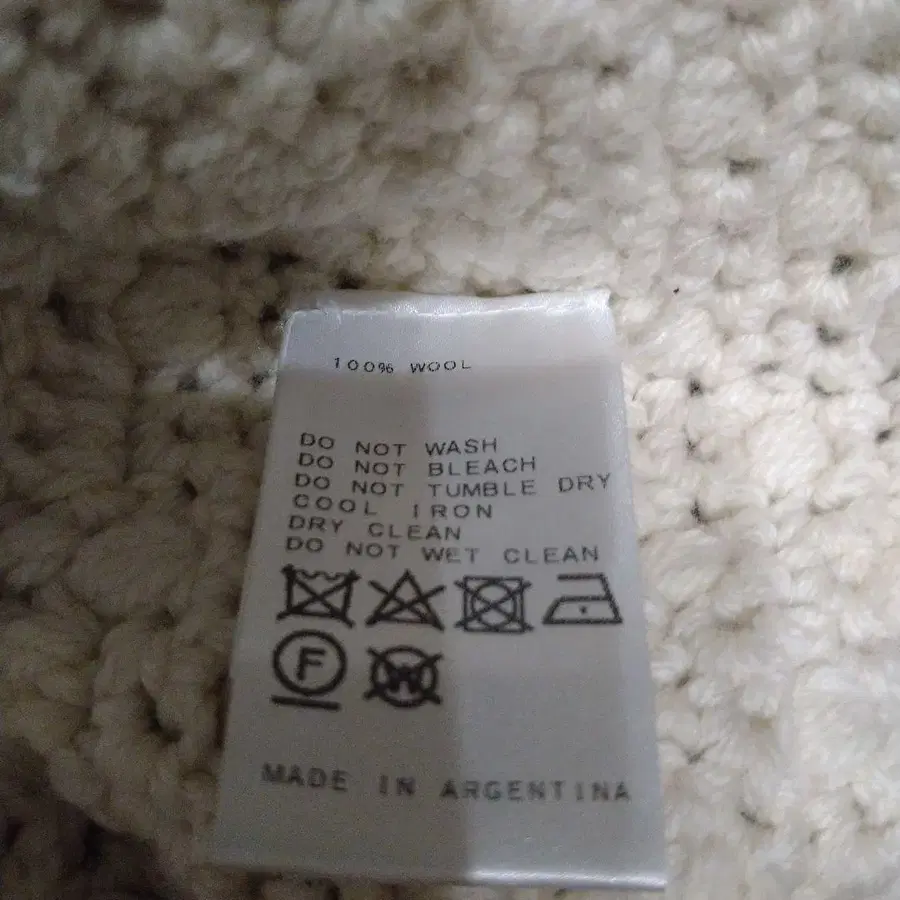 100% WOOL
DO NOT WASH
DO NOT BLEACH
DO NOT TUMBLE DRY
COOL IRON
DRY CLEAN
DO NOT WET CLEAN
F W
MADE IN ARGENTINA